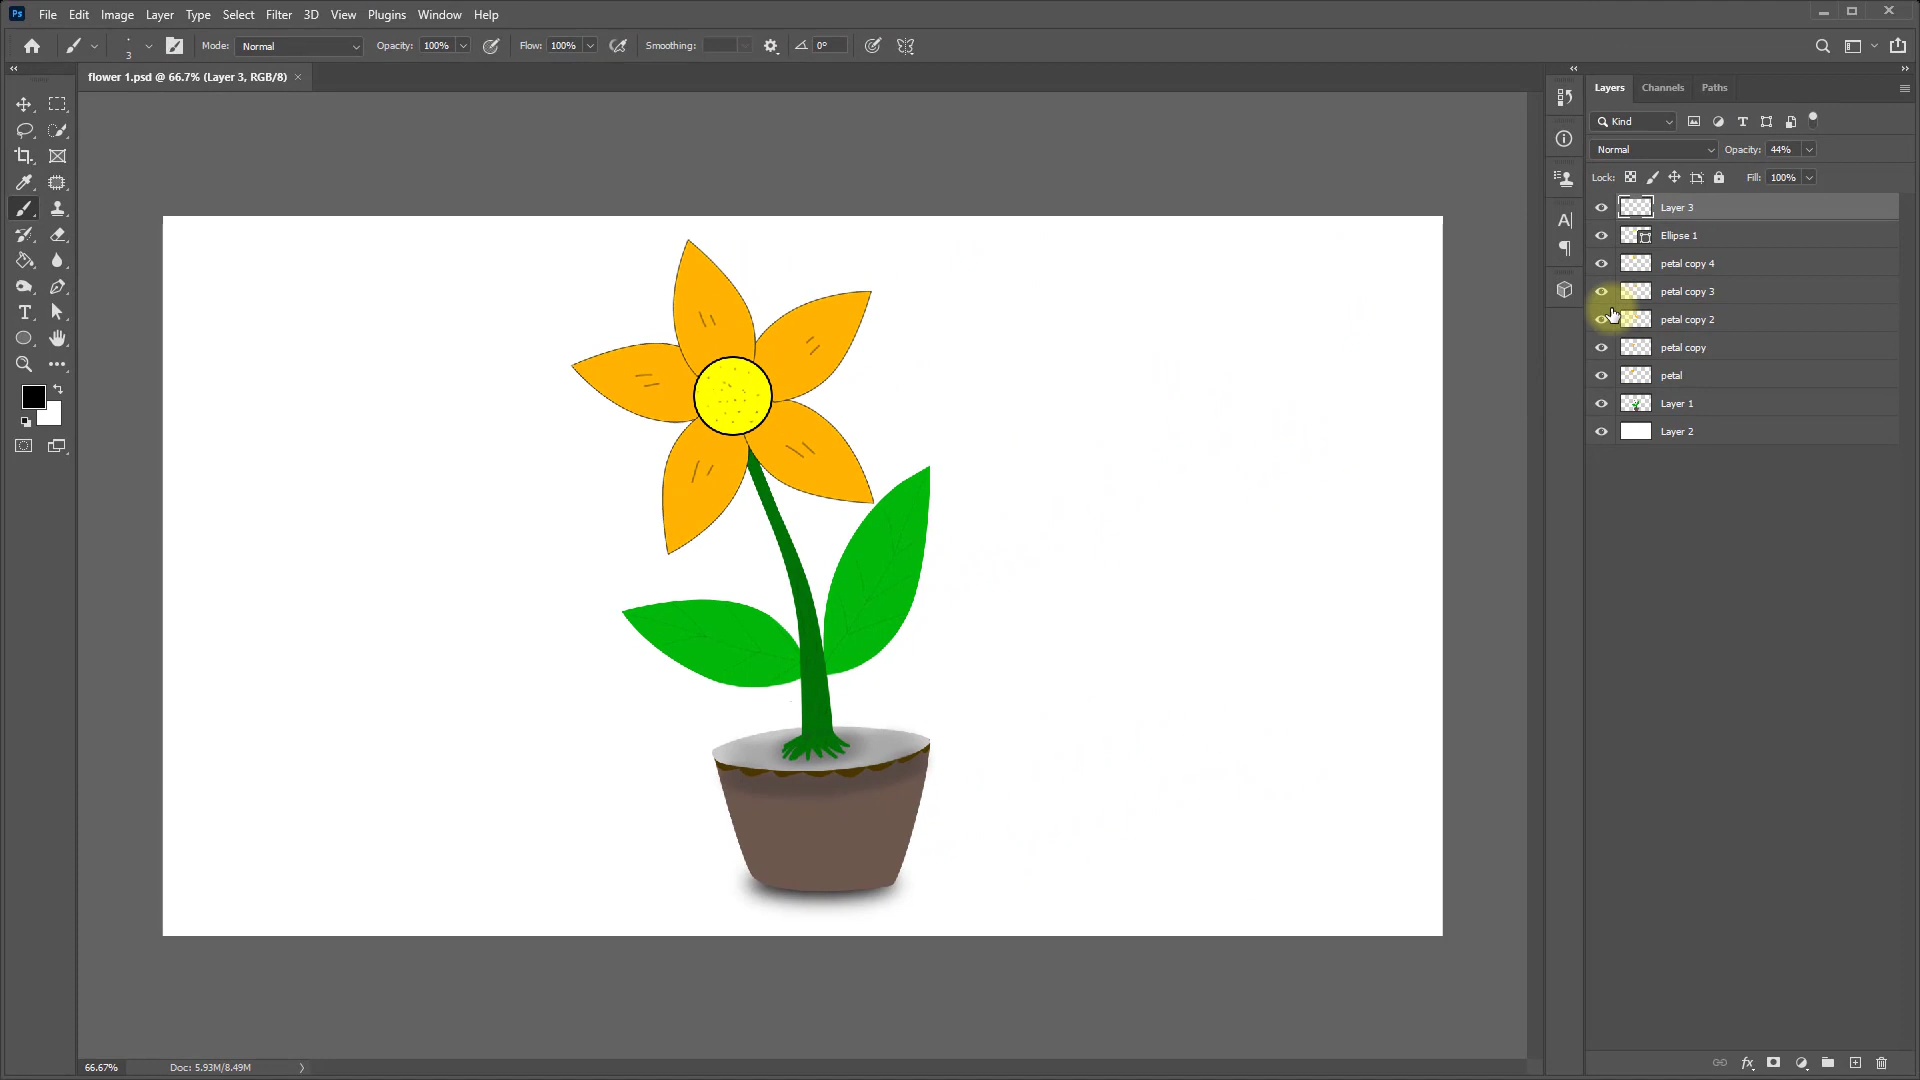 Ps File Edit Image Layer Type Select Filter 3D View Plugins Window Help
3 Mode: Normal Opacity: 100% Flow: 100% Smoothing: 0°
flower 1.psd @ 66.7% (Layer 3, RGB/8) ×
Layers Channels Paths
Kind
Normal Opacity: 44%
Lock: Fill: 100%
Layer 3
Ellipse 1
petal copy 4
petal copy 3
petal copy 2
petal copy
petal
Layer 1
Layer 2
66.67% Doc: 5.93M/8.49M